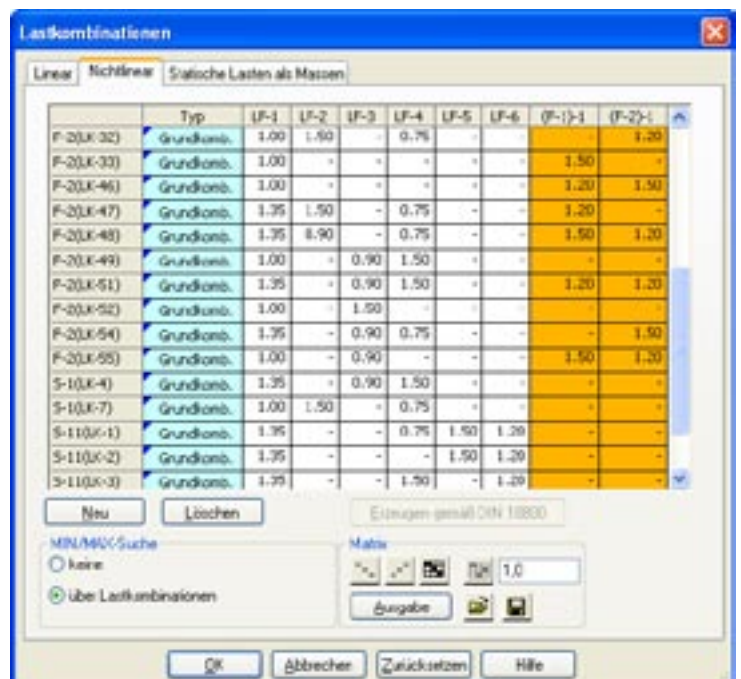 Lastkombinationen
Linear Nichtlinear Statische Lasten als Massen
Typ LF-1 LF-2 LF-3 LF-4 LF-5 LF-6 (F-1)-1 (F-2)-1
F-2(LK-32) Grundkomb. 1.00 1.50 - 0.75 - - - 1.20
F-2(LK-33) Grundkomb. 1.00 - - - - - 1.50 -
F-2(LK-46) Grundkomb. 1.00 - - - - - 1.20 1.50
F-2(LK-47) Grundkomb. 1.35 1.50 - 0.75 - - 1.20 -
F-2(LK-48) Grundkomb. 1.35 0.90 - 0.75 - - 1.50 1.20
F-2(LK-49) Grundkomb. 1.00 - 0.90 1.50 - - - -
F-2(LK-51) Grundkomb. 1.35 - 0.90 1.50 - - 1.20 1.20
F-2(LK-52) Grundkomb. 1.00 - 1.50 - - - - -
F-2(LK-54) Grundkomb. 1.35 - 0.90 0.75 - - - 1.50
F-2(LK-55) Grundkomb. 1.00 - 0.90 - - - 1.50 1.20
S-10(LK-4) Grundkomb. 1.35 - 0.90 1.50 - - - -
S-10(LK-7) Grundkomb. 1.00 1.50 - 0.75 - - - -
S-11(LK-1) Grundkomb. 1.35 - - 0.75 1.50 1.20 - -
S-11(LK-2) Grundkomb. 1.35 - - - 1.50 1.20 - -
S-11(LK-3) Grundkomb. 1.35 - - 1.50 - 1.20 - -
Neu Löschen Erzeugen gemäß DIN 18800
MIN/MAX-Suche Matrix
keine 1,0
über Lastkombinationen Ausgabe
OK Abbrechen Zurücksetzen Hilfe